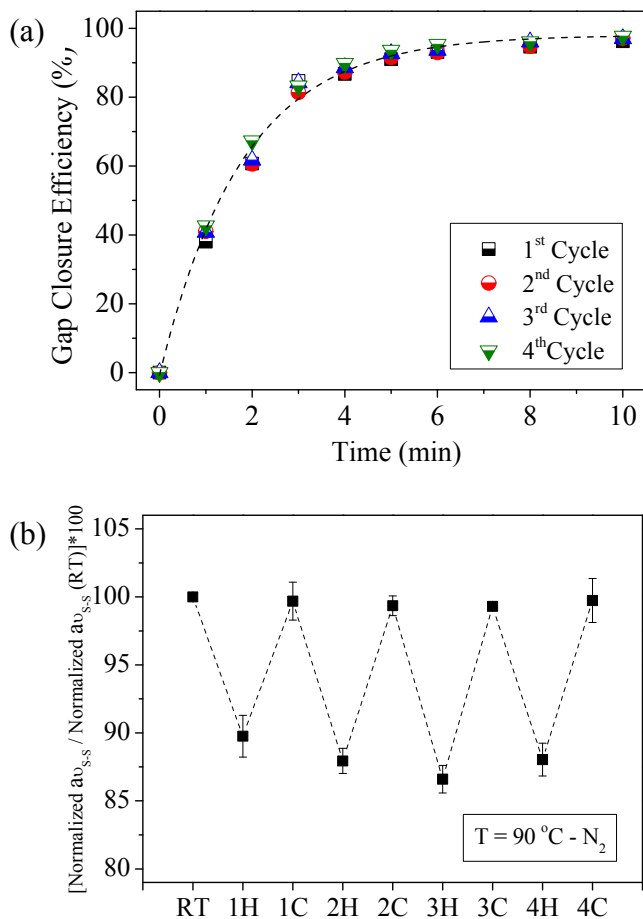 (a)
100
80
60
40
20
0
Gap Closure Efficiency (%)
1st Cycle
2nd Cycle
3rd Cycle
4thCycle
0 2 4 6 8 10
Time (min)
(b)
105
100
95
90
85
80
[Normalized aυS-S / Normalized aυS-S (RT)]*100
T = 90 °C - N2
RT 1H 1C 2H 2C 3H 3C 4H 4C